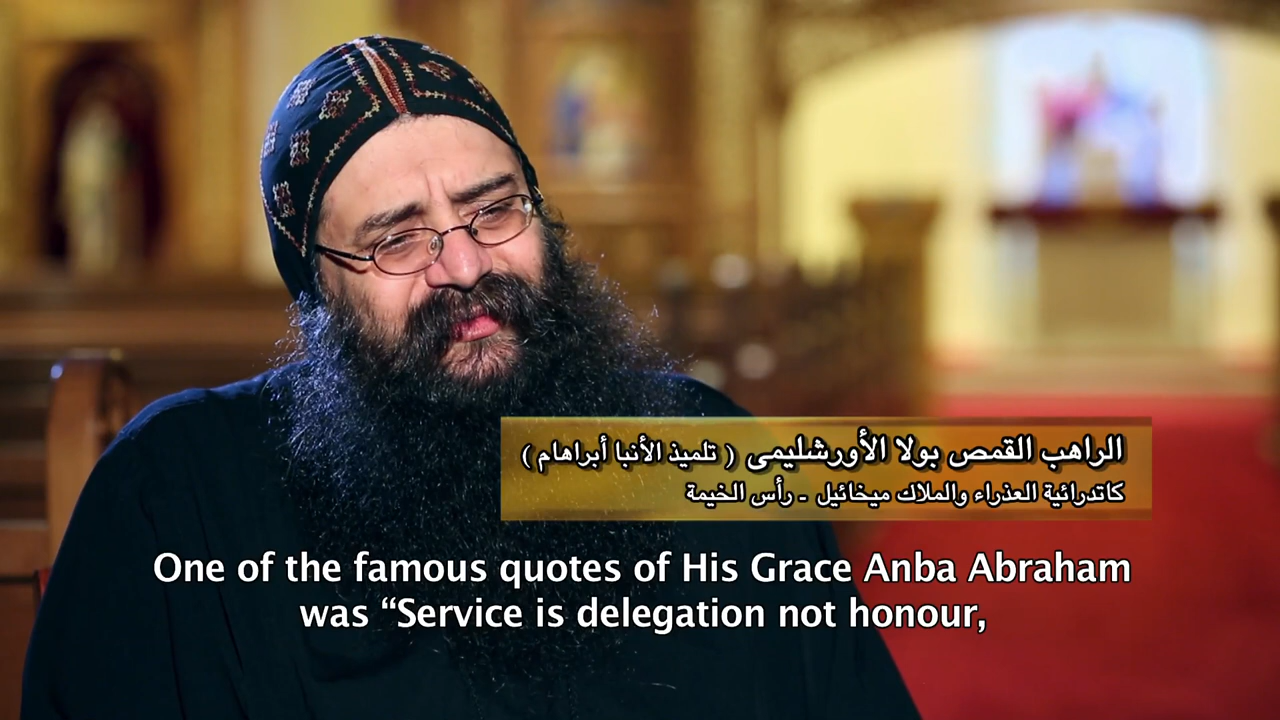 الراهب القمص بولا الأورشليمى ( تلميذ الأنبا أبراهام )
كاتدرائية العذراء والملاك ميخائيل - رأس الخيمة
One of the famous quotes of His Grace Anba Abraham
was “Service is delegation not honour,